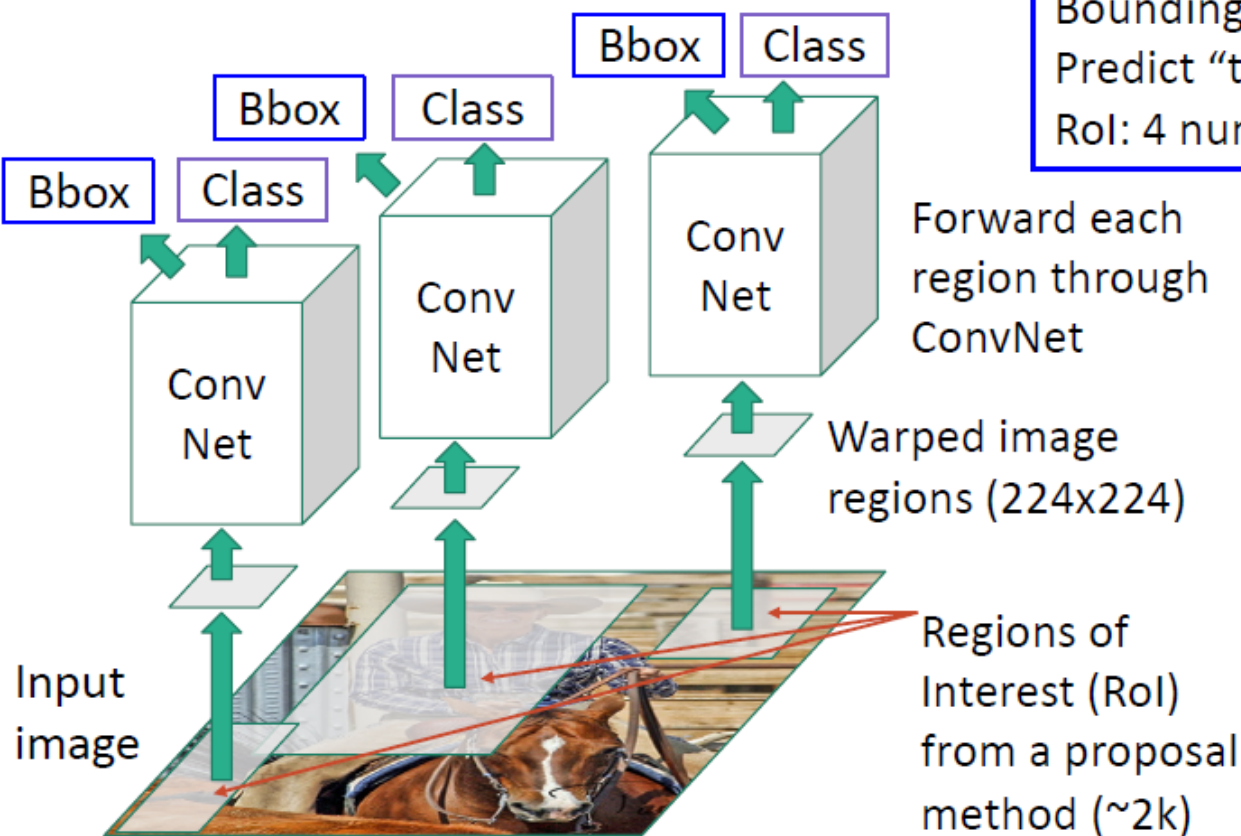 Bounding
Predict “t
RoI: 4 nur
Bbox
Class
Bbox
Class
Bbox
Class
Conv
Net
Conv
Net
Conv
Net
Forward each
region through
ConvNet
Warped image
regions (224x224)
Input
image
Regions of
Interest (RoI)
from a proposal
method (~2k)